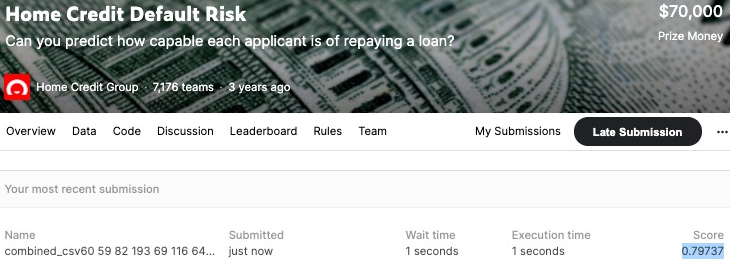 Home Credit Default Risk
$70,000
Can you predict how capable each applicant is of repaying a loan?
Prize Money
Home Credit Group · 7,176 teams · 3 years ago
Overview Data Code Discussion Leaderboard Rules Team My Submissions Late Submission ...
Your most recent submission
Name Submitted Wait time Execution time Score
combined_csv60 59 82 193 69 116 64... just now 1 seconds 1 seconds 0.79737